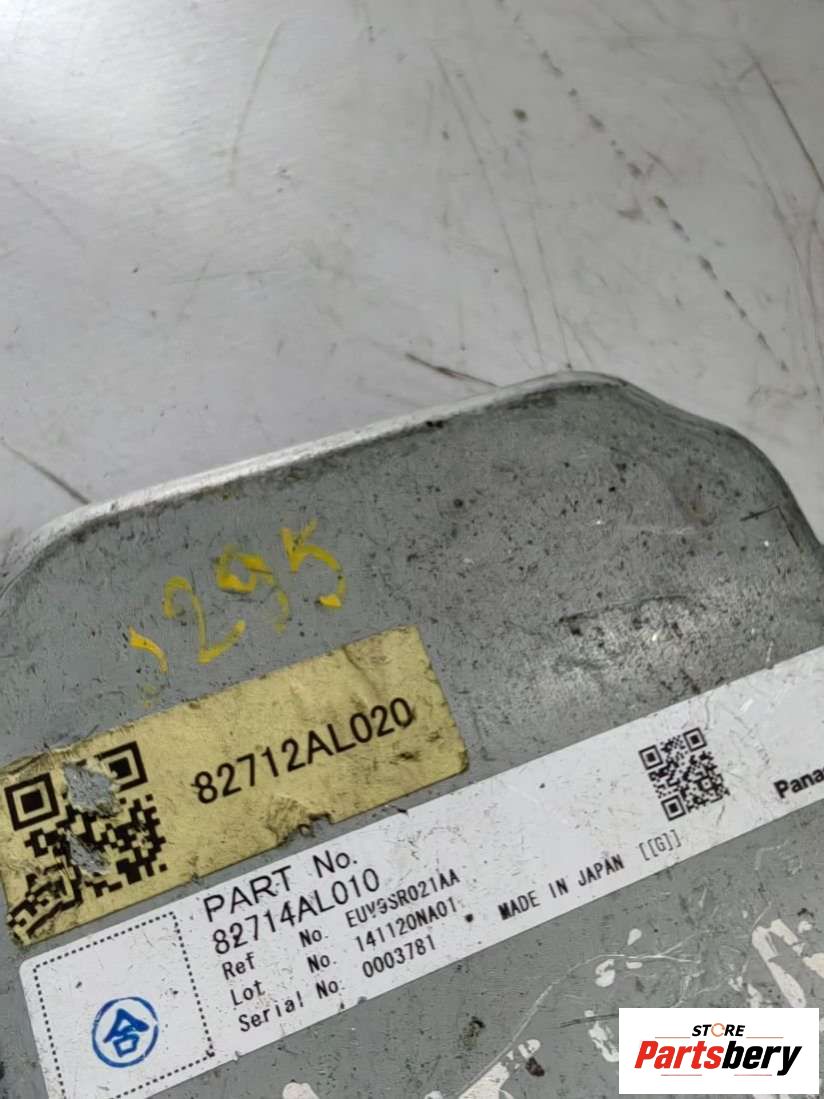 1295
82712AL020
PART No.
82714AL010
Ref No. EUV9SR021AA
Lot No. 141120NA01
Serial No. 0003781 * MADE IN JAPAN [[G]]
合
STORE
Partsbery